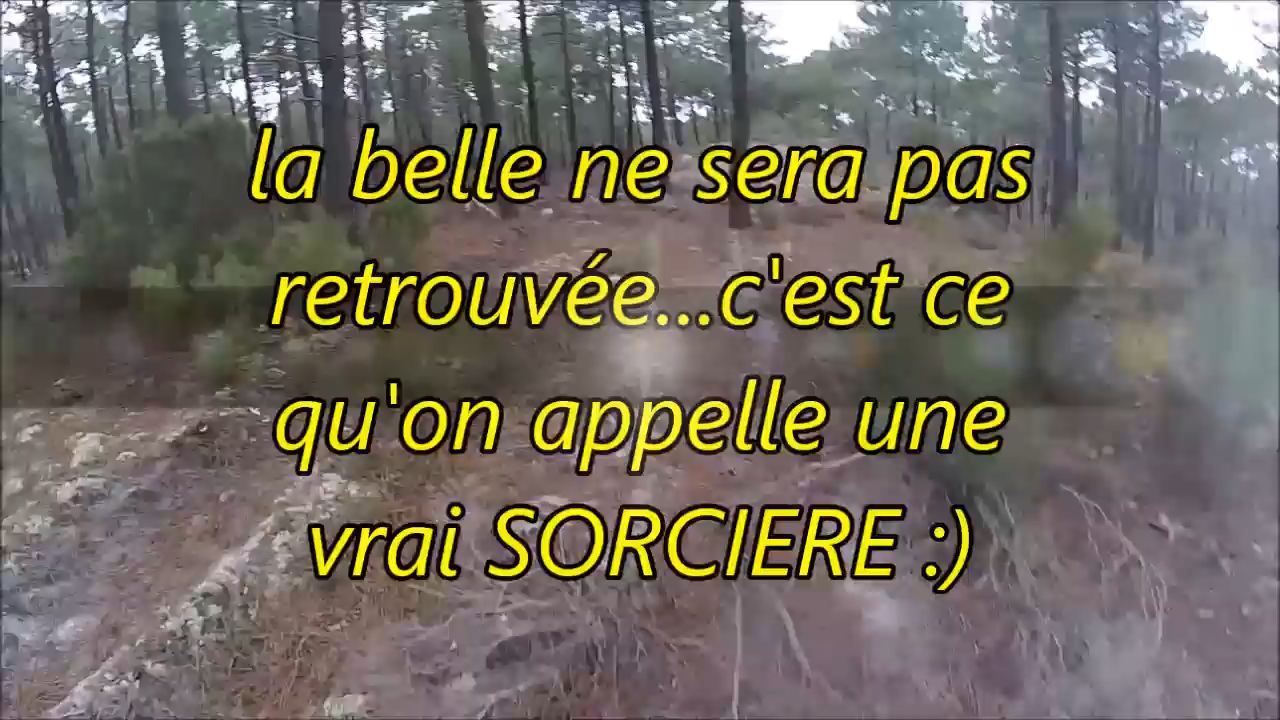 la belle ne sera pas
retrouvée...c'est ce
qu'on appelle une
vrai SORCIERE :)